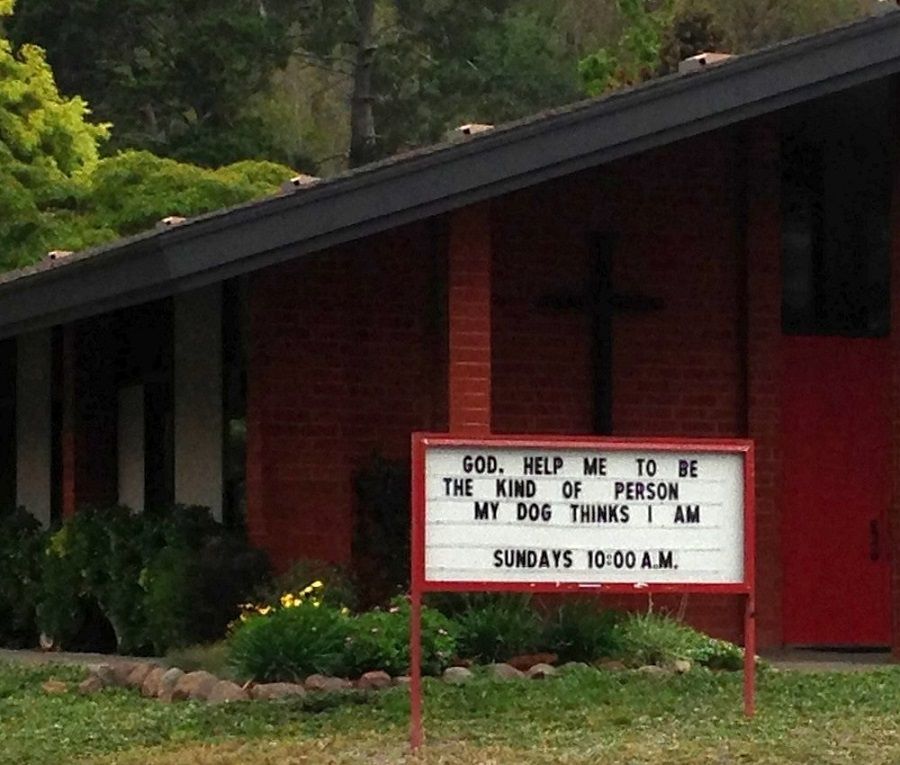 GOD, HELP ME TO BE
THE KIND OF PERSON
MY DOG THINKS I AM
SUNDAYS 10:00 A.M.